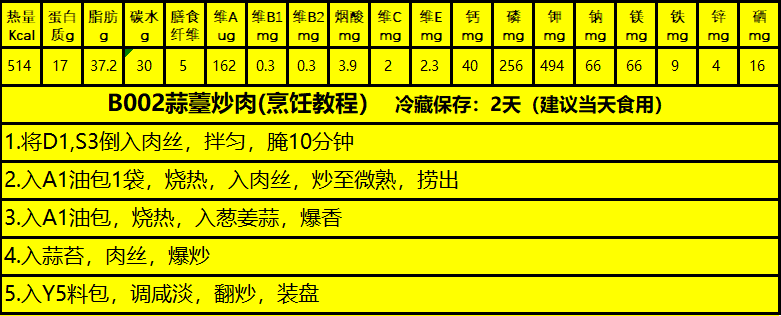 热量 蛋白 脂肪 碳水 膳食 维A 维B1 维B2 烟酸 维C 维E 钙 磷 钾 钠 镁 铁 锌 硒
Kcal 质g g g 纤维 ug mg mg mg mg mg mg mg mg mg mg mg mg mg
514 17 37.2 30 5 162 0.3 0.3 3.9 2 2.3 40 256 494 66 66 9 4 16
B002蒜薹炒肉(烹饪教程） 冷藏保存：2天（建议当天食用）
1.将D1,S3倒入肉丝，拌匀，腌10分钟
2.入A1油包1袋，烧热，入肉丝，炒至微熟，捞出
3.入A1油包，烧热，入葱姜蒜，爆香
4.入蒜苔，肉丝，爆炒
5.入Y5料包，调咸淡，翻炒，装盘